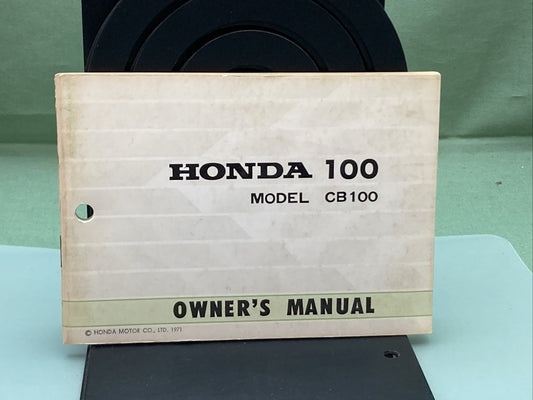 HONDA 100
MODEL CB100
OWNER'S MANUAL
© HONDA MOTOR CO., LTD. 1971